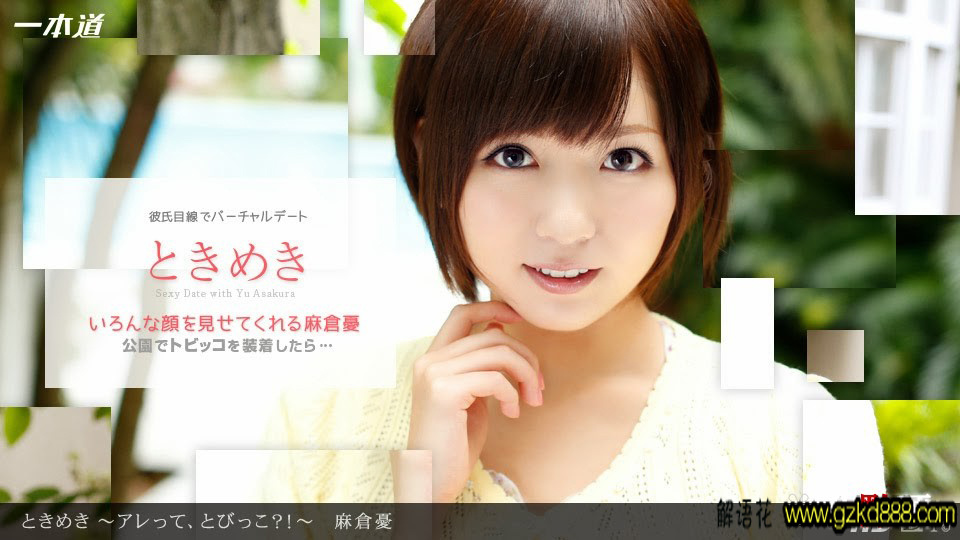 一本道
彼氏目線でバーチャルデート
ときめき
Sexy Date with Yu Asakura
いろんな顔を見せてくれる麻倉憂
公園でトビッコを装着したら…
ときめき ～アレって、とびっこ?!～ 麻倉憂
解语花 www.gzkd888.com